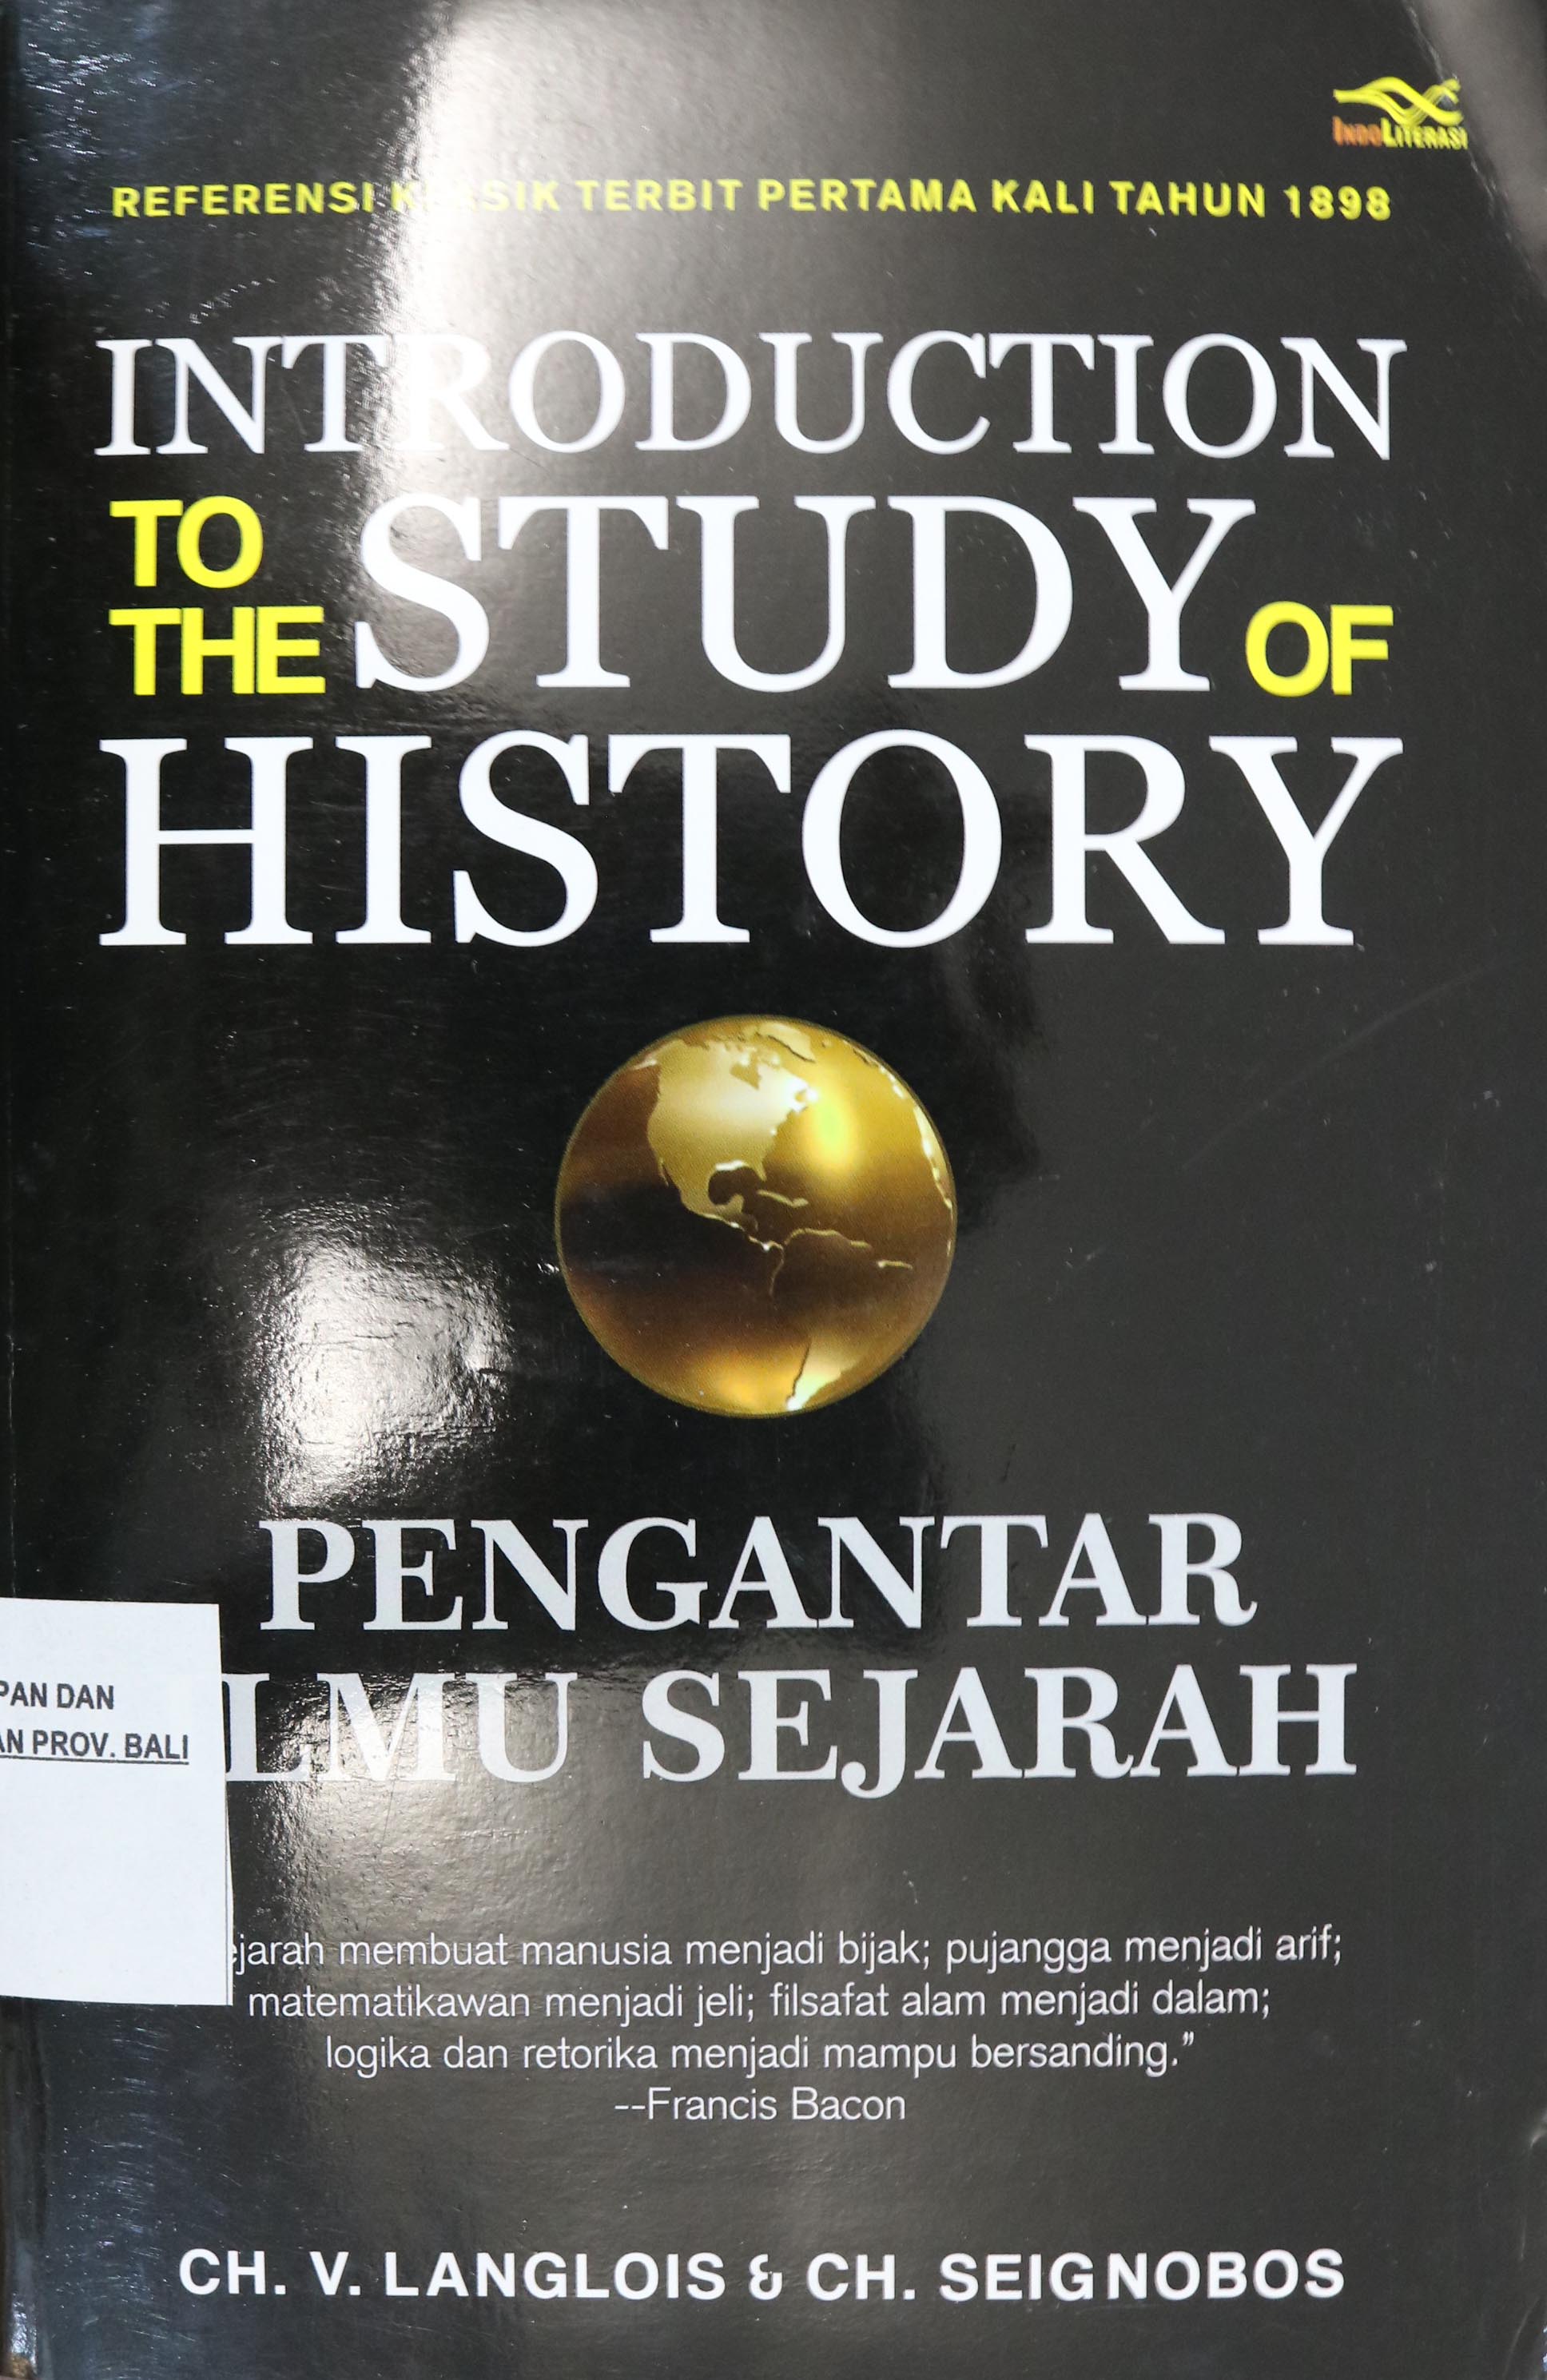 INDOLITERASI
REFERENSI KLASIK TERBIT PERTAMA KALI TAHUN 1898
INTRODUCTION
TO THE STUDY OF
HISTORY
PENGANTAR
ILMU SEJARAH
PAN DAN
AN PROV. BALI
ejarah membuat manusia menjadi bijak; pujangga menjadi arif;
matematikawan menjadi jeli; filsafat alam menjadi dalam;
logika dan retorika menjadi mampu bersanding.”
--Francis Bacon
CH. V. LANGLOIS & CH. SEIGNOBOS